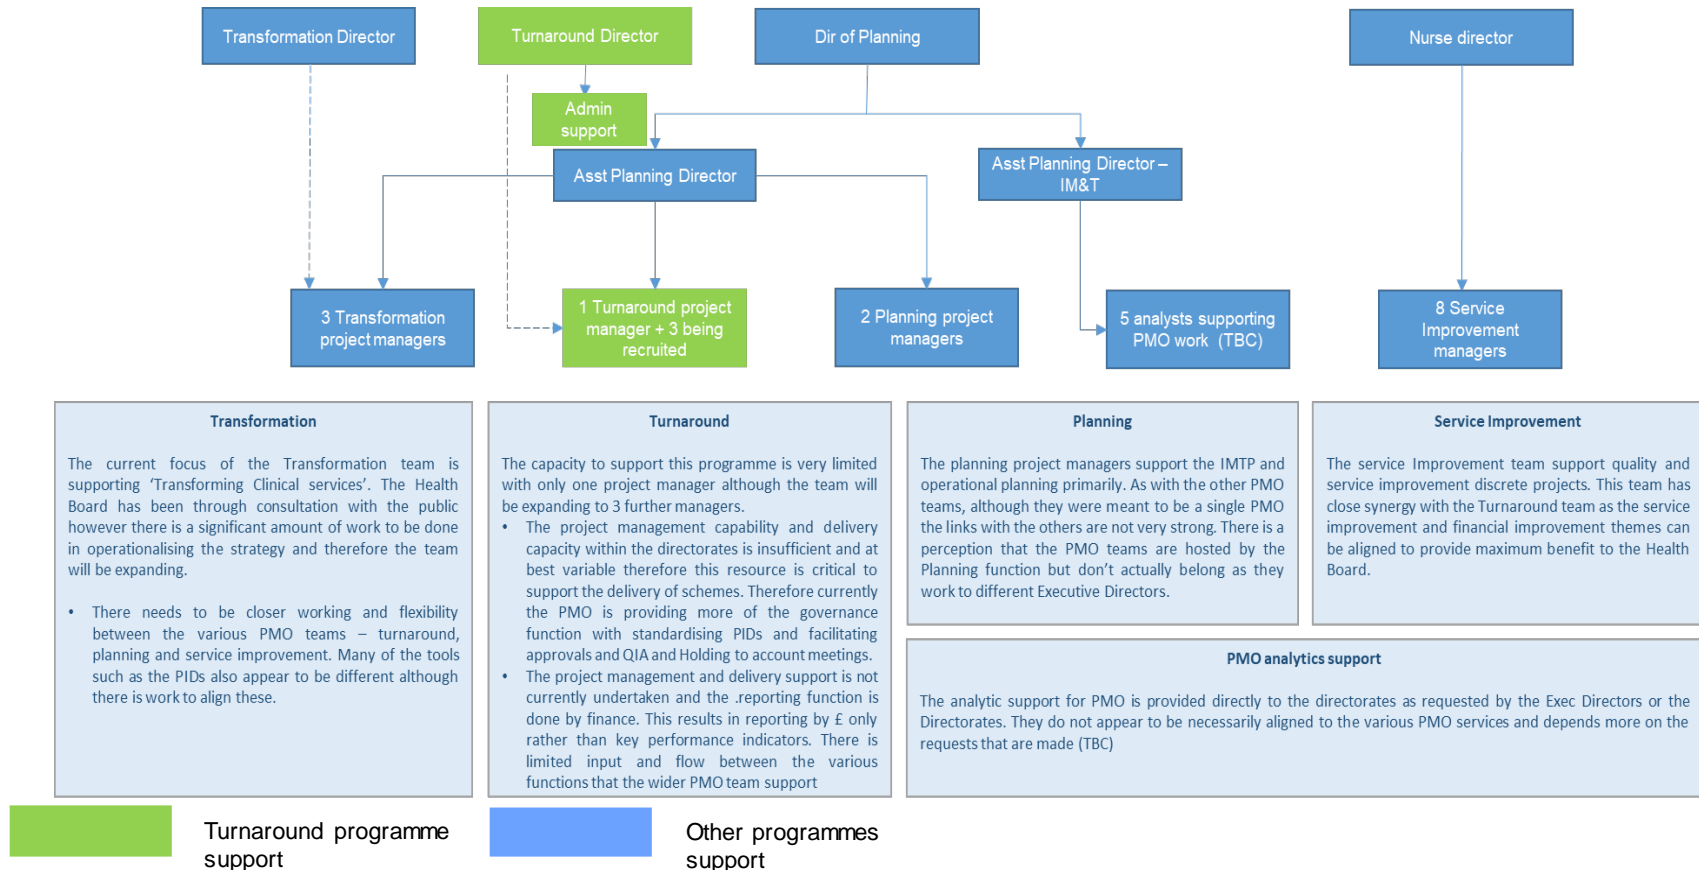 Transformation Director
Turnaround Director
Dir of Planning
Nurse director
Admin
support
Asst Planning Director
Asst Planning Director –
IM&T
3 Transformation
project managers
1 Turnaround project
manager + 3 being
recruited
2 Planning project
managers
5 analysts supporting
PMO work (TBC)
8 Service
Improvement
managers
Transformation
The current focus of the Transformation team is
supporting ‘Transforming Clinical services’. The Health
Board has been through consultation with the public
however there is a significant amount of work to be done
in operationalising the strategy and therefore the team
will be expanding.
• There needs to be closer working and flexibility
between the various PMO teams – turnaround,
planning and service improvement. Many of the tools
such as the PIDs also appear to be different although
there is work to align these.
Turnaround
The capacity to support this programme is very limited
with only one project manager although the team will
be expanding to 3 further managers.
• The project management capability and delivery
capacity within the directorates is insufficient and at
best variable therefore this resource is critical to
support the delivery of schemes. Therefore currently
the PMO is providing more of the governance
function with standardising PIDs and facilitating
approvals and QIA and Holding to account meetings.
• The project management and delivery support is not
currently undertaken and the .reporting function is
done by finance. This results in reporting by £ only
rather than key performance indicators. There is
limited input and flow between the various
functions that the wider PMO team support
Planning
The planning project managers support the IMTP and
operational planning primarily. As with the other PMO
teams, although they were meant to be a single PMO
the links with the others are not very strong. There is a
perception that the PMO teams are hosted by the
Planning function but don’t actually belong as they
work to different Executive Directors.
Service Improvement
The service Improvement team support quality and
service improvement discrete projects. This team has
close synergy with the Turnaround team as the service
improvement and financial improvement themes can
be aligned to provide maximum benefit to the Health
Board.
PMO analytics support
The analytic support for PMO is provided directly to the directorates as requested by the Exec Directors or the
Directorates. They do not appear to be necessarily aligned to the various PMO services and depends more on the
requests that are made (TBC)
Turnaround programme
support
Other programmes
support